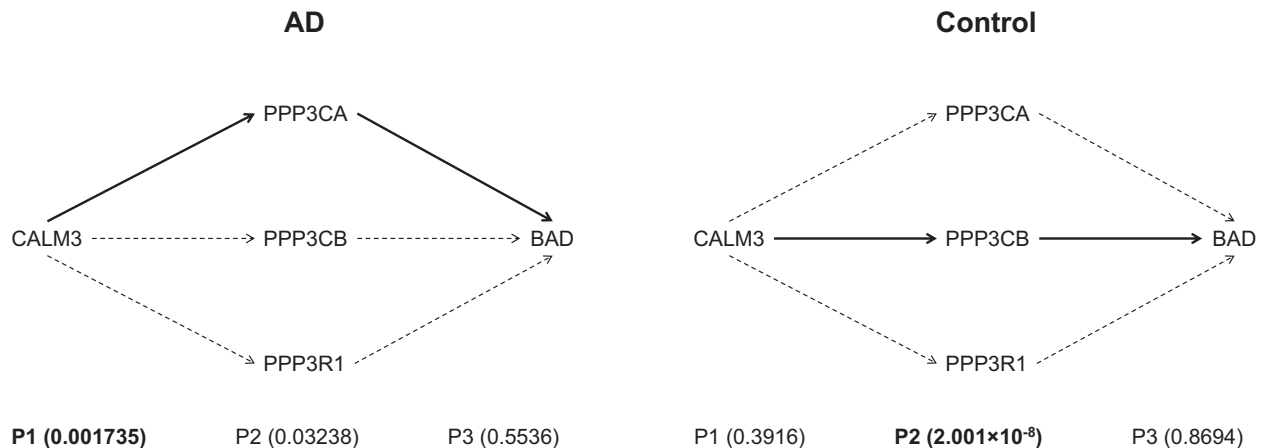 AD
PPP3CA
CALM3
PPP3CB
BAD
PPP3R1
P1 (0.001735)
P2 (0.03238)
P3 (0.5536)
Control
PPP3CA
CALM3
PPP3CB
BAD
PPP3R1
P1 (0.3916)
P2 (2.001×10⁻⁸)
P3 (0.8694)